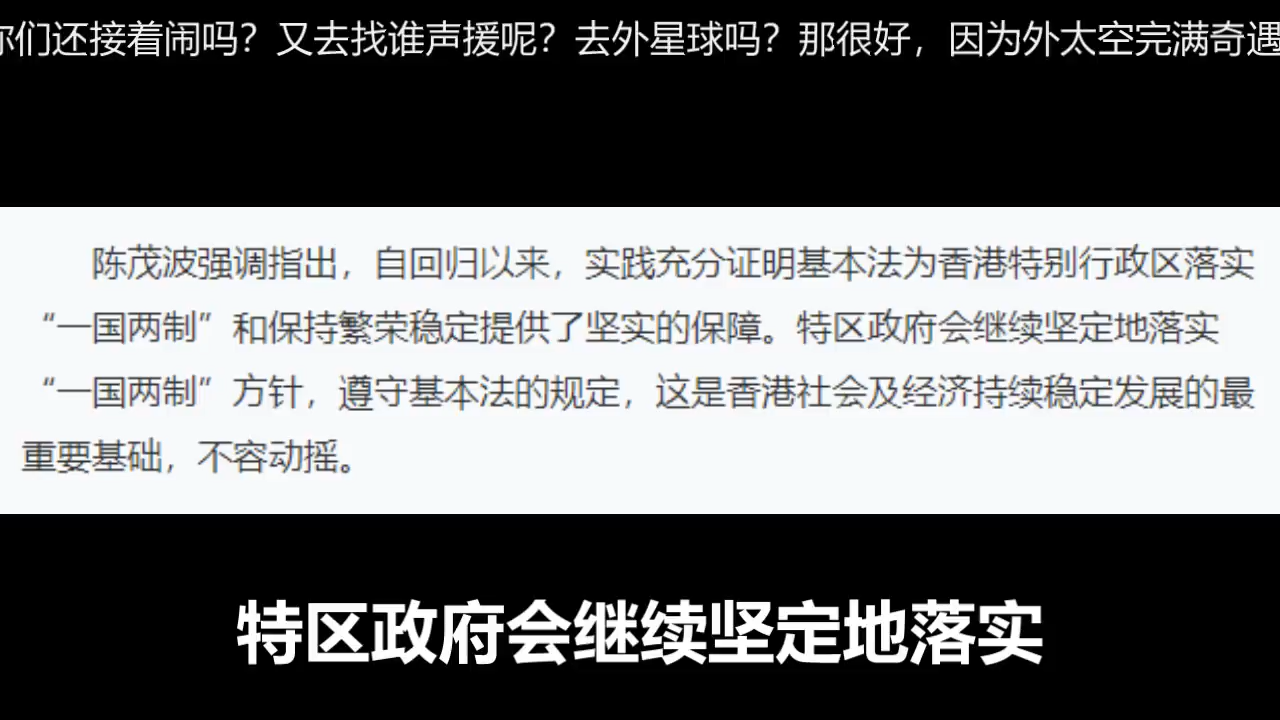 你们还接着闹吗？又去找谁声援呢？去外星球吗？那很好，因为外太空完满奇遇
陈茂波强调指出，自回归以来，实践充分证明基本法为香港特别行政区落实
“一国两制”和保持繁荣稳定提供了坚实的保障。特区政府会继续坚定地落实
“一国两制”方针，遵守基本法的规定，这是香港社会及经济持续稳定发展的最
重要基础，不容动摇。
特区政府会继续坚定地落实